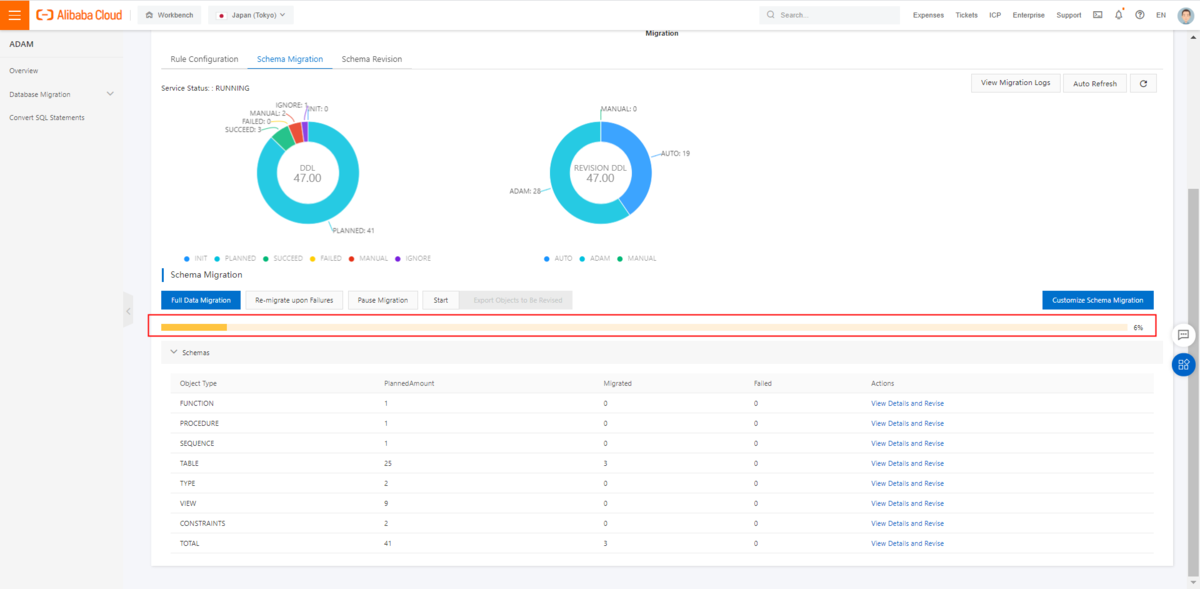 Alibaba Cloud
Workbench
Japan (Tokyo)
Search...
Expenses Tickets ICP Enterprise Support EN
ADAM
Overview
Database Migration
Convert SQL Statements
Migration
Rule Configuration Schema Migration Schema Revision
Service Status: : RUNNING
View Migration Logs Auto Refresh
IGNORE: 1
INIT: 0
MANUAL: 2
FAILED: 0
SUCCEED: 3
DDL
47.00
PLANNED: 41
INIT PLANNED SUCCEED FAILED MANUAL IGNORE
MANUAL: 0
AUTO: 19
REVISION DDL
47.00
ADAM: 28
AUTO ADAM MANUAL
Schema Migration
Full Data Migration Re-migrate upon Failures Pause Migration Start Export Objects to Be Revised Customize Schema Migration
6%
Schemas
Object Type PlannedAmount Migrated Failed Actions
FUNCTION 1 0 0 View Details and Revise
PROCEDURE 1 0 0 View Details and Revise
SEQUENCE 1 0 0 View Details and Revise
TABLE 25 3 0 View Details and Revise
TYPE 2 0 0 View Details and Revise
VIEW 9 0 0 View Details and Revise
CONSTRAINTS 2 0 0 View Details and Revise
TOTAL 41 3 0 View Details and Revise